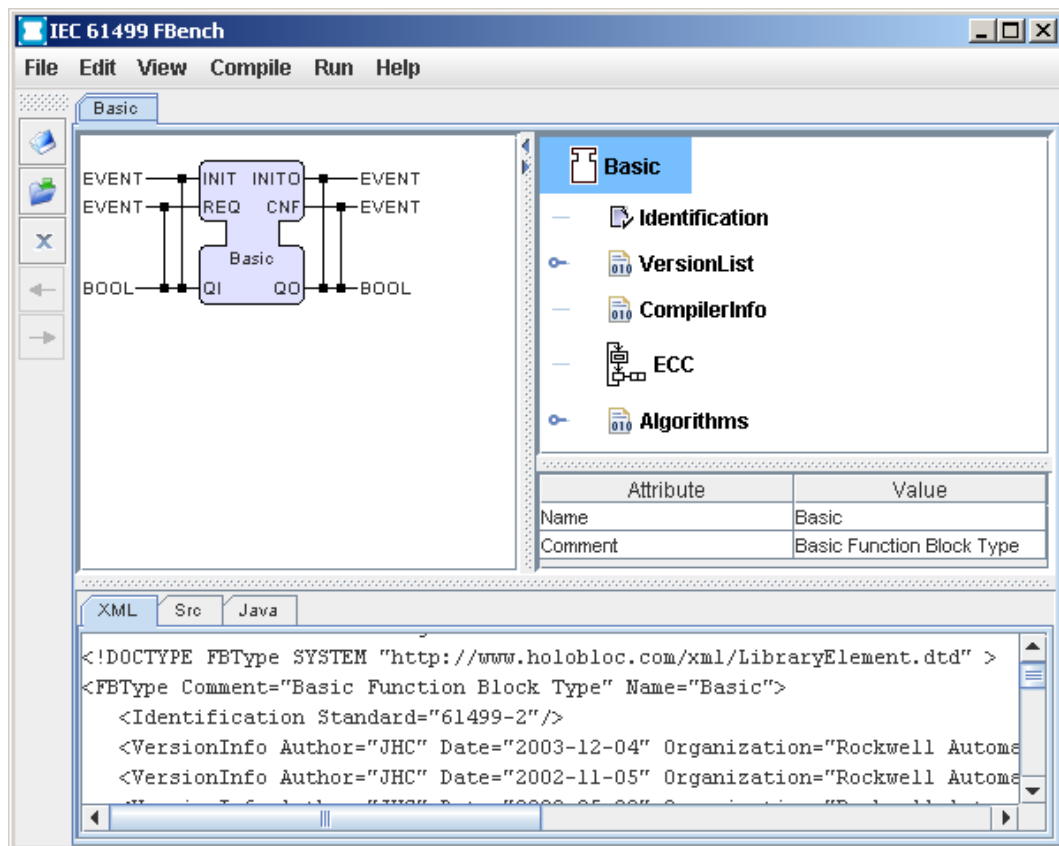 IEC 61499 FBench
File Edit View Compile Run Help
Basic
EVENT INIT INITO EVENT
EVENT REQ CNF EVENT
Basic
BOOL QI QO BOOL
Basic
Identification
VersionList
CompilerInfo
ECC
Algorithms
Attribute Value
Name Basic
Comment Basic Function Block Type
XML Src Java
<!DOCTYPE FBType SYSTEM "http://www.holobloc.com/xml/LibraryElement.dtd" >
<FBType Comment="Basic Function Block Type" Name="Basic">
<Identification Standard="61499-2"/>
<VersionInfo Author="JHC" Date="2003-12-04" Organization="Rockwell Automa
<VersionInfo Author="JHC" Date="2002-11-05" Organization="Rockwell Automa